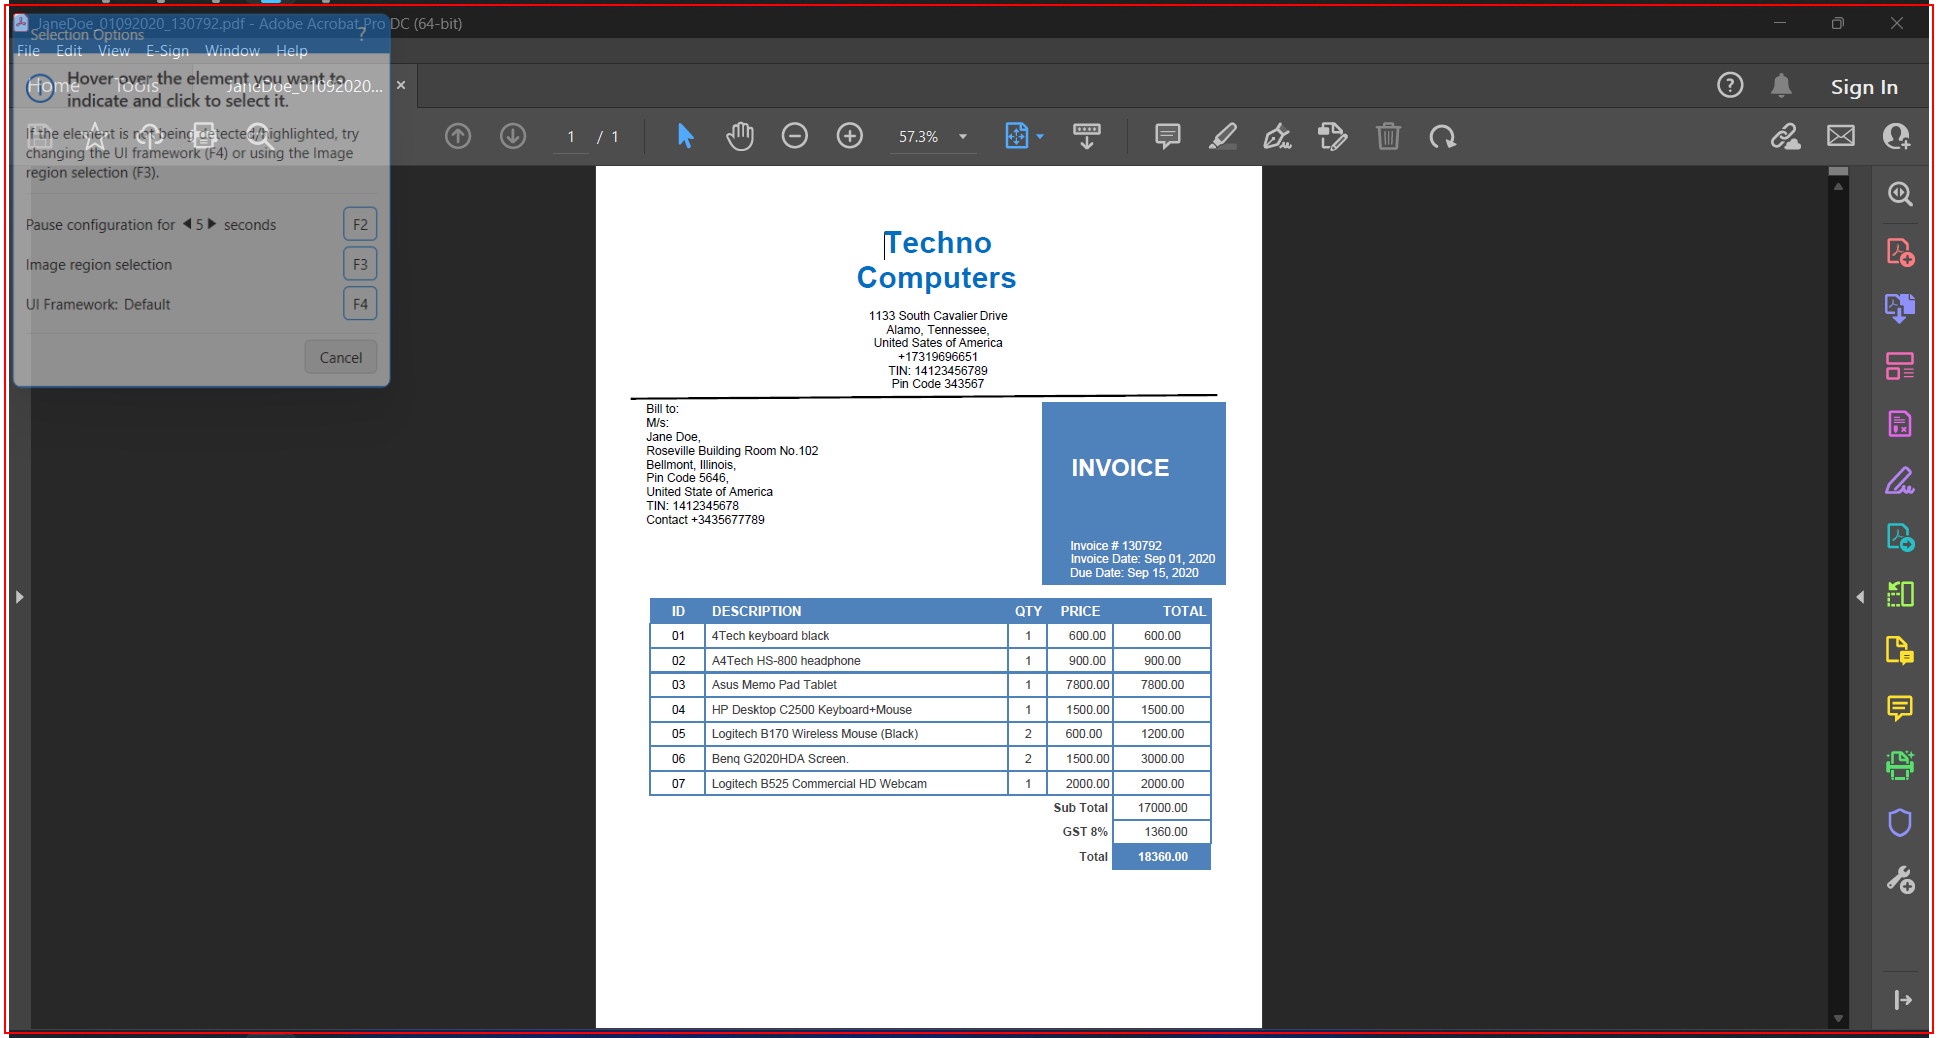 JaneDoe_01092020_130792.pdf - Adobe Acrobat Pro DC (64-bit)
Selection Options ?
File Edit View E-Sign Window Help
Home Tools JaneDoe_01092020... ×
Sign In
Hover over the element you want to
indicate and click to select it.
If the element is not being detected/highlighted, try
changing the UI framework (F4) or using the Image
region selection (F3).
Pause configuration for 5 seconds F2
Image region selection F3
UI Framework: Default F4
Cancel
1 / 1
57.3%
Techno
Computers
1133 South Cavalier Drive
Alamo, Tennessee,
United Sates of America
+17319696651
TIN: 14123456789
Pin Code 343567
Bill to:
M/s:
Jane Doe,
Roseville Building Room No.102
Bellmont, Illinois,
Pin Code 5646,
United State of America
TIN: 1412345678
Contact +3435677789
INVOICE
Invoice # 130792
Invoice Date: Sep 01, 2020
Due Date: Sep 15, 2020
ID DESCRIPTION QTY PRICE TOTAL
01 4Tech keyboard black 1 600.00 600.00
02 A4Tech HS-800 headphone 1 900.00 900.00
03 Asus Memo Pad Tablet 1 7800.00 7800.00
04 HP Desktop C2500 Keyboard+Mouse 1 1500.00 1500.00
05 Logitech B170 Wireless Mouse (Black) 2 600.00 1200.00
06 Benq G2020HDA Screen. 2 1500.00 3000.00
07 Logitech B525 Commercial HD Webcam 1 2000.00 2000.00
Sub Total 17000.00
GST 8% 1360.00
Total 18360.00